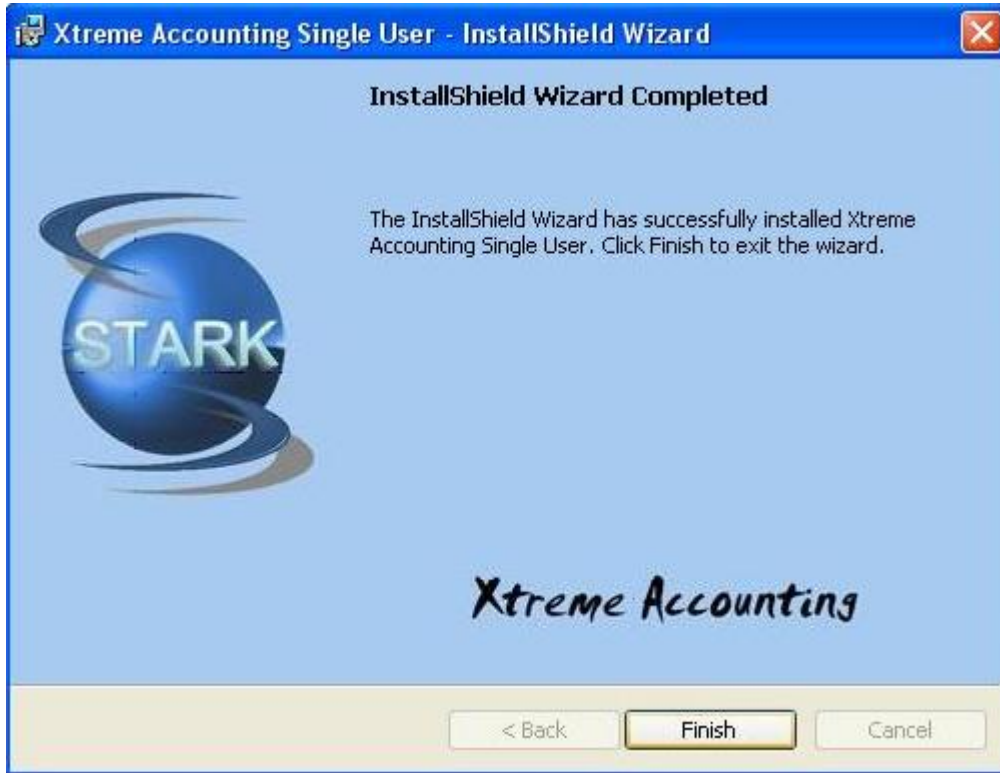 Xtreme Accounting Single User - InstallShield Wizard
InstallShield Wizard Completed
The InstallShield Wizard has successfully installed Xtreme
Accounting Single User. Click Finish to exit the wizard.
STARK
Xtreme Accounting
< Back
Finish
Cancel